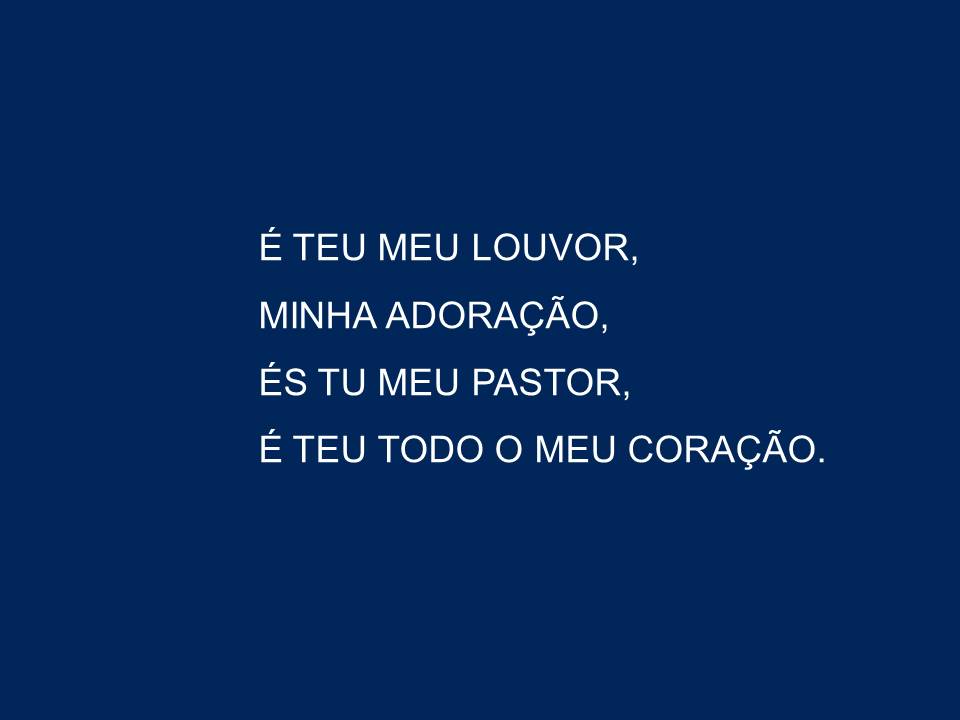 É TEU MEU LOUVOR,
MINHA ADORAÇÃO,
ÉS TU MEU PASTOR,
É TEU TODO O MEU CORAÇÃO.